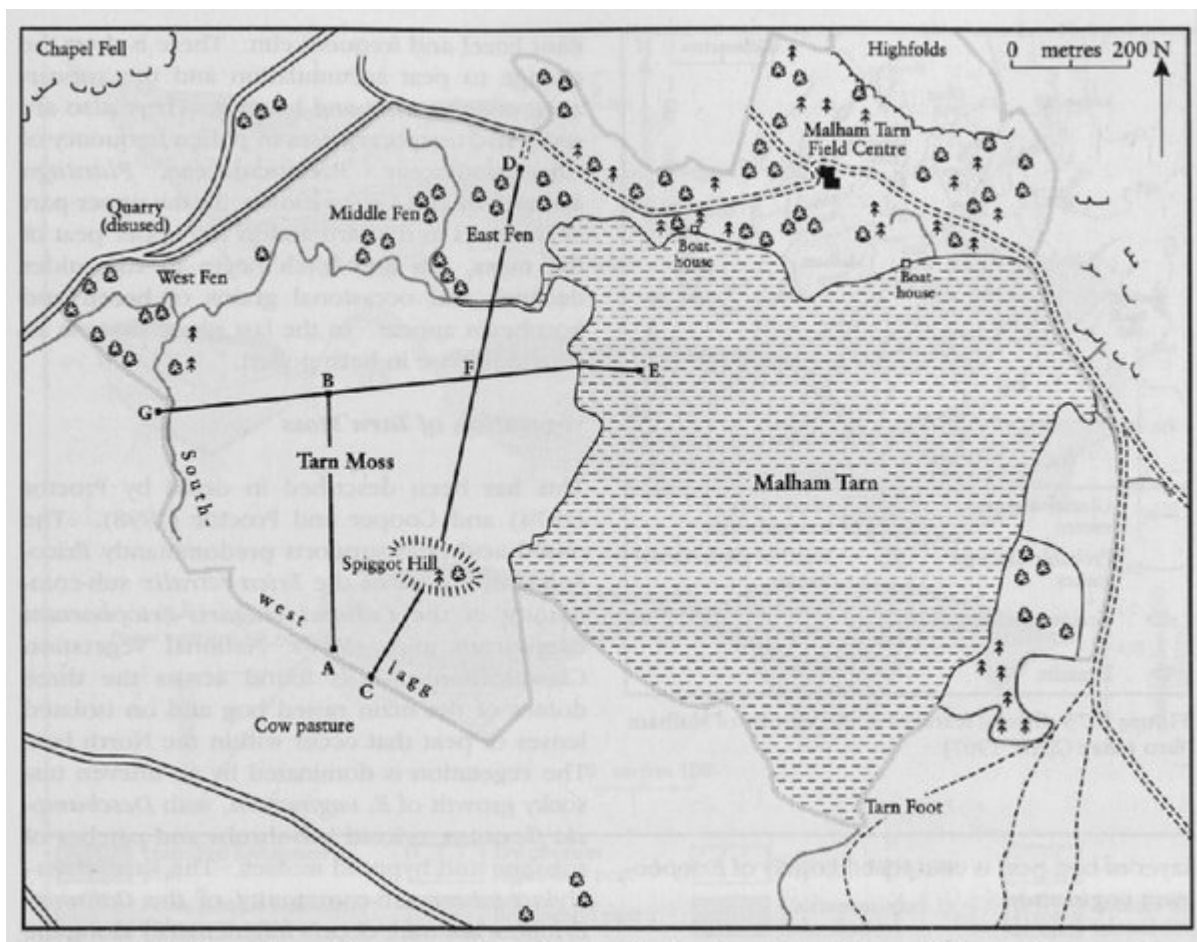 Chapel Fell
Highfolds
0 metres 200 N
Malham Tarn
Field Centre
D
Quarry
(disused)
Middle Fen
East Fen
Boat-
house
West Fen
Boat
house
F
E
B
G
Tarn Moss
South
Malham Tarn
Spiggot Hill
west
A
C
lagg
Cow pasture
Tarn Foot